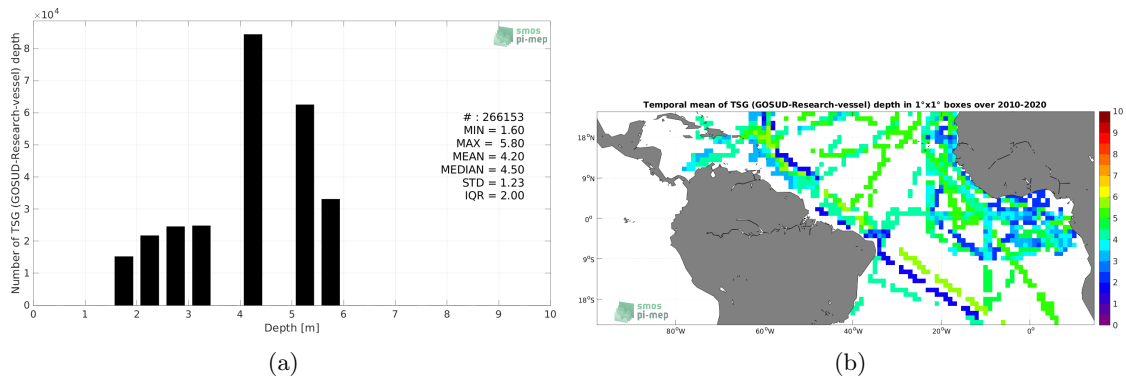 ×10⁴
8
7
6
5
4
3
2
1
0
Number of TSG (GOSUD-Research-vessel) depth
smos
pi-mep
# : 266153
MIN = 1.60
MAX = 5.80
MEAN = 4.20
MEDIAN = 4.50
STD = 1.23
IQR = 2.00
0 1 2 3 4 5 6 7 8 9 10
Depth [m]
(a)
Temporal mean of TSG (GOSUD-Research-vessel) depth in 1°x1° boxes over 2010-2020
18°N
9°N
0°
9°S
18°S
80°W 60°W 40°W 20°W 0°
smos
pi-mep
10
9
8
7
6
5
4
3
2
1
0
(b)